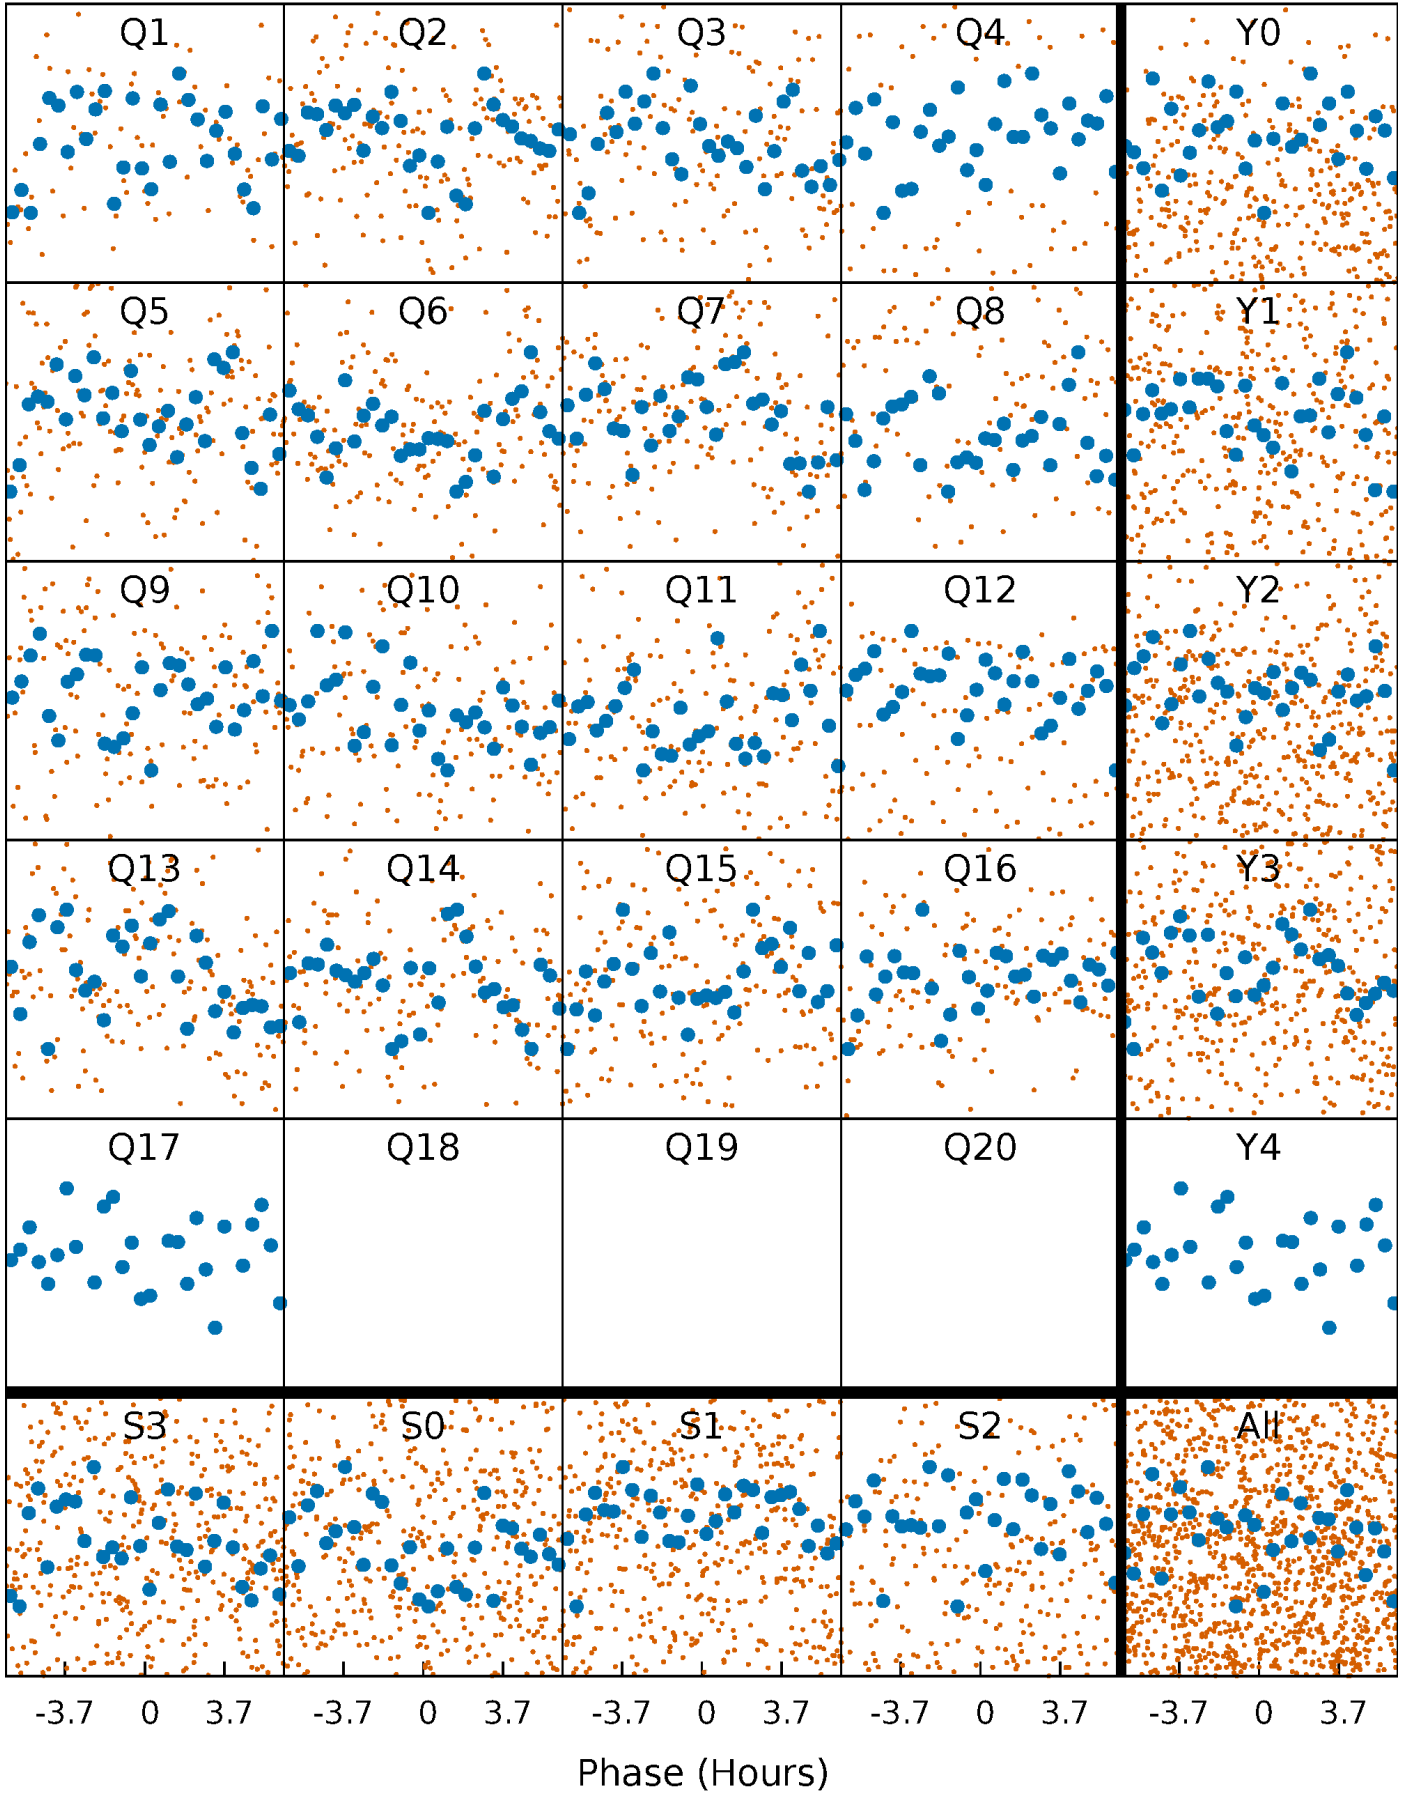 Q1 Q2 Q3 Q4 Y0
Q5 Q6 Q7 Q8 Y1
Q9 Q10 Q11 Q12 Y2
Q13 Q14 Q15 Q16 Y3
Q17 Q18 Q19 Q20 Y4
S3 S0 S1 S2 All
-3.7 0 3.7 -3.7 0 3.7 -3.7 0 3.7 -3.7 0 3.7 -3.7 0 3.7
Phase (Hours)